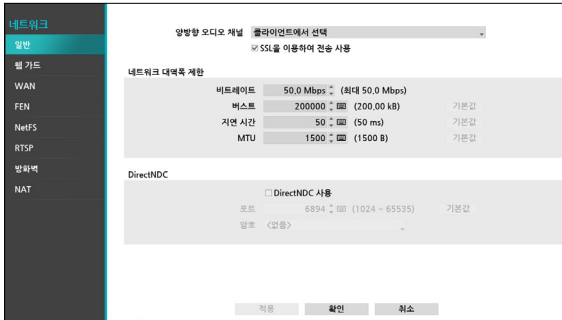 네트워크
일반
웹 가드
WAN
FEN
NetFS
RTSP
방화벽
NAT
양방향 오디오 채널 클라이언트에서 선택
SSL을 이용하여 전송 사용
네트워크 대역폭 제한
비트레이트 50,0 Mbps (최대 50,0 Mbps)
버스트 200000 (200,00 kB) 기본값
지연 시간 50 (50 ms) 기본값
MTU 1500 (1500 B) 기본값
DirectNDC
DirectNDC 사용
포트 6894 (1024 ~ 65535) 기본값
암호 <없음>
적용 확인 취소